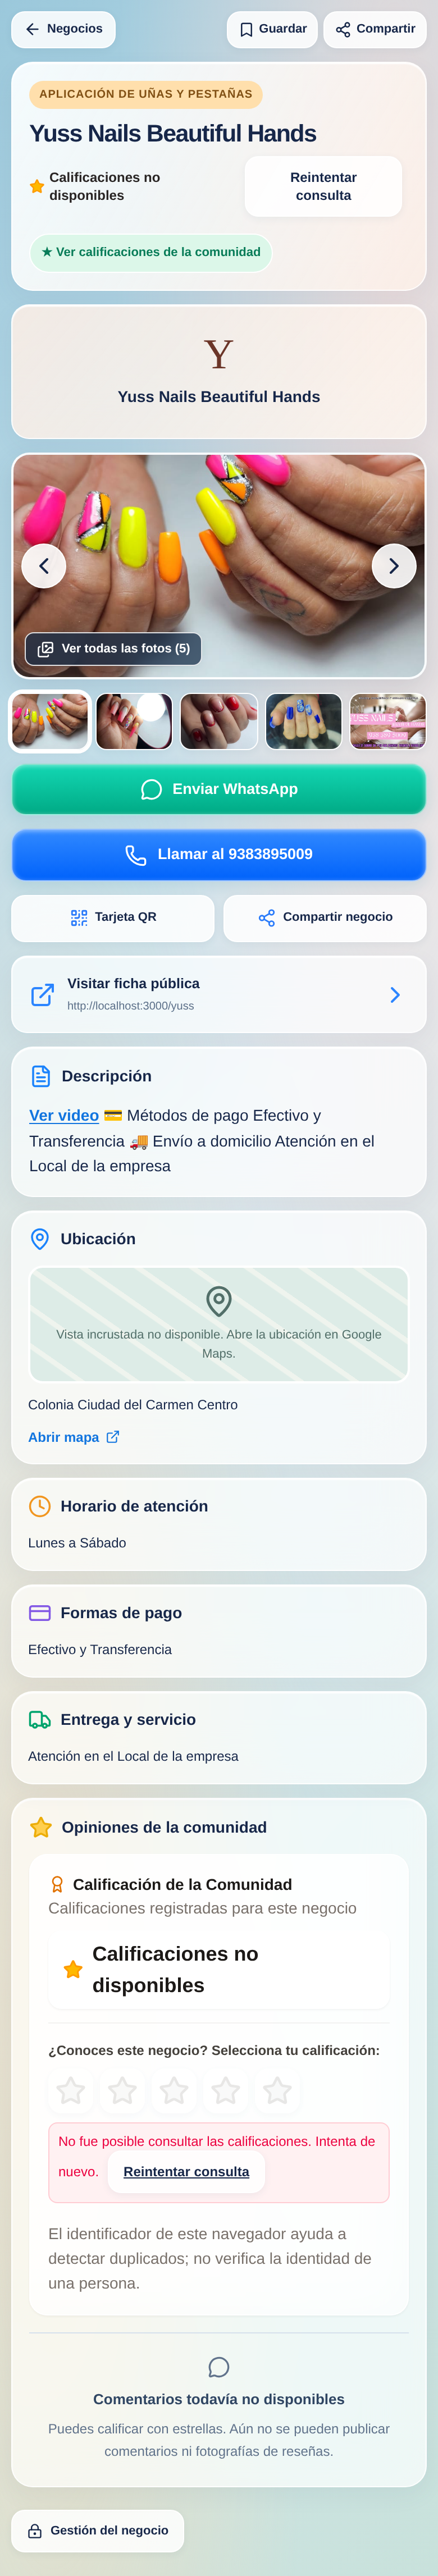 Negocios
Guardar
Compartir
APLICACIÓN DE UÑAS Y PESTAÑAS
Yuss Nails Beautiful Hands
Calificaciones no
disponibles
Reintentar
consulta
★ Ver calificaciones de la comunidad
Y
Yuss Nails Beautiful Hands
Ver todas las fotos (5)
Enviar WhatsApp
Llamar al 9383895009
Tarjeta QR
Compartir negocio
Visitar ficha pública
http://localhost:3000/yuss
Descripción
Ver video 💳 Métodos de pago Efectivo y
Transferencia 🚚 Envío a domicilio Atención en el
Local de la empresa
Ubicación
Vista incrustada no disponible. Abre la ubicación en Google
Maps.
Colonia Ciudad del Carmen Centro
Abrir mapa
Horario de atención
Lunes a Sábado
Formas de pago
Efectivo y Transferencia
Entrega y servicio
Atención en el Local de la empresa
Opiniones de la comunidad
Calificación de la Comunidad
Calificaciones registradas para este negocio
Calificaciones no
disponibles
¿Conoces este negocio? Selecciona tu calificación:
No fue posible consultar las calificaciones. Intenta de
nuevo. Reintentar consulta
El identificador de este navegador ayuda a
detectar duplicados; no verifica la identidad de
una persona.
Comentarios todavía no disponibles
Puedes calificar con estrellas. Aún no se pueden publicar
comentarios ni fotografías de reseñas.
Gestión del negocio